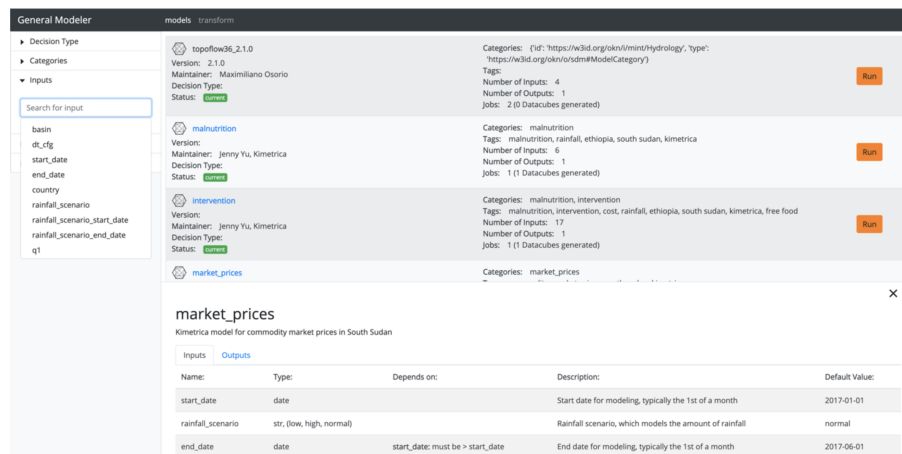 General Modeler
models transform
Decision Type
Categories
Inputs
Search for input
basin
dt_cfg
start_date
end_date
country
rainfall_scenario
rainfall_scenario_start_date
rainfall_scenario_end_date
q1
topoflow36_2.1.0
Version: 2.1.0
Maintainer: Maximiliano Osorio
Decision Type:
Status: current
Categories: {'id': 'https://w3id.org/okn/i/mint/Hydrology', 'type':
'https://w3id.org/okn/o/sdm#ModelCategory'}
Tags:
Number of Inputs: 4
Number of Outputs: 1
Jobs: 2 (0 Datacubes generated)
Run
malnutrition
Version:
Maintainer: Jenny Yu, Kimetrica
Decision Type:
Status: current
Categories: malnutrition
Tags: malnutrition, rainfall, ethiopia, south sudan, kimetrica
Number of Inputs: 6
Number of Outputs: 1
Jobs: 1 (1 Datacubes generated)
Run
intervention
Version:
Maintainer: Jenny Yu, Kimetrica
Decision Type:
Status: current
Categories: malnutrition, intervention
Tags: malnutrition, intervention, cost, rainfall, ethiopia, south sudan, kimetrica, free food
Number of Inputs: 17
Number of Outputs: 1
Jobs: 1 (1 Datacubes generated)
Run
market_prices
Categories: market_prices
market_prices
Kimetrica model for commodity market prices in South Sudan
Inputs Outputs
Name: Type: Depends on: Description: Default Value:
start_date date Start date for modeling, typically the 1st of a month 2017-01-01
rainfall_scenario str, (low, high, normal) Rainfall scenario, which models the amount of rainfall normal
end_date date start_date: must be > start_date End date for modeling, typically the 1st of a month 2017-06-01